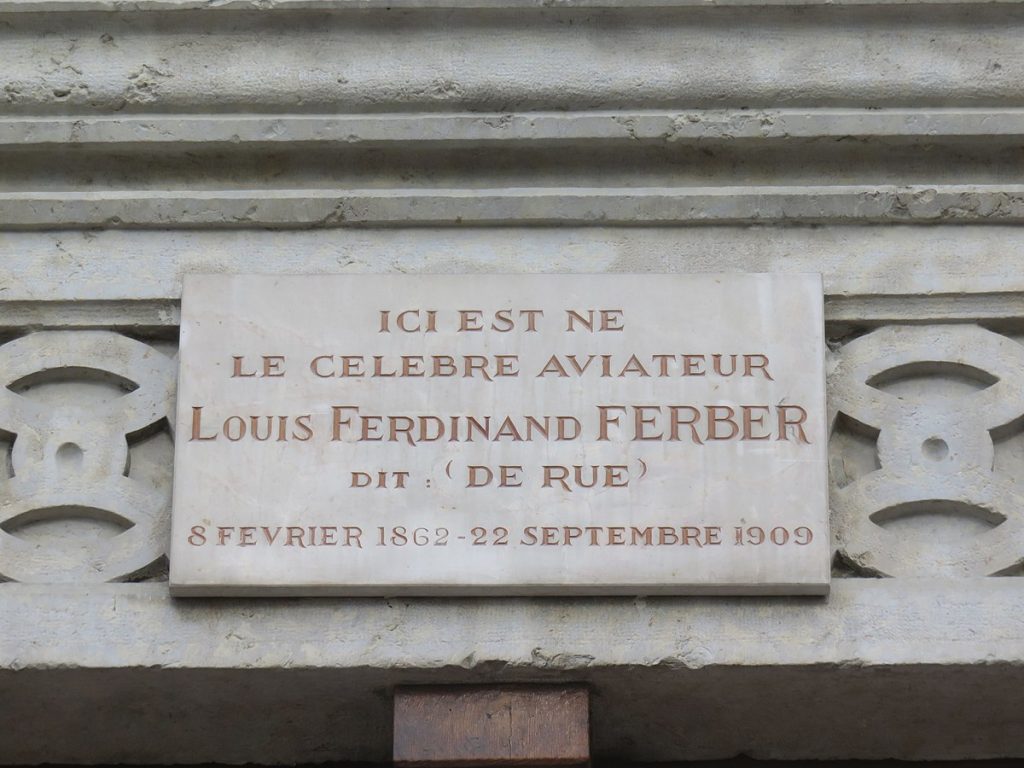 ICI EST NE
LE CELEBRE AVIATEUR
LOUIS FERDINAND FERBER
DIT : (DE RUE)
8 FEVRIER 1862 - 22 SEPTEMBRE 1909